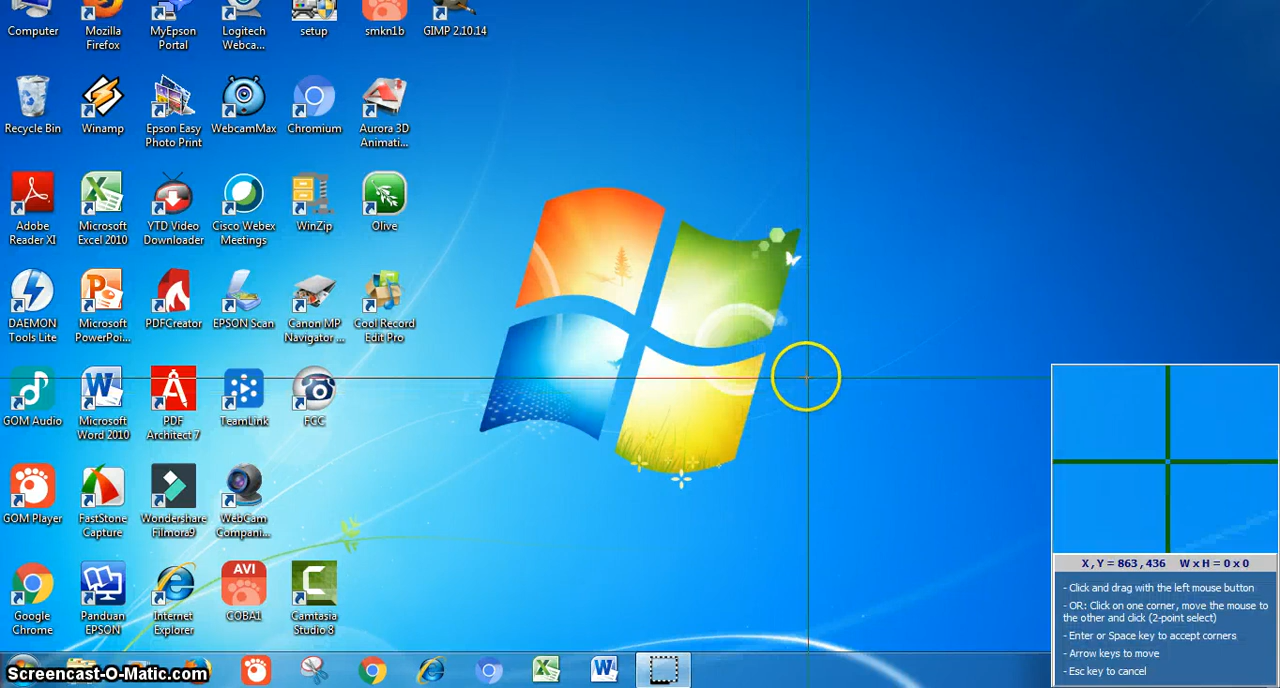 Computer
Mozilla
Firefox
MyEpson
Portal
Logitech
Webca...
setup
smkn1b
GIMP 2.10.14
Recycle Bin
Winamp
Epson Easy
Photo Print
WebcamMax
Chromium
Aurora 3D
Animati...
Adobe
Reader XI
Microsoft
Excel 2010
YTD Video
Downloader
Cisco Webex
Meetings
WinZip
Olive
DAEMON
Tools Lite
Microsoft
PowerPoi...
PDFCreator
EPSON Scan
Canon MP
Navigator ...
Cool Record
Edit Pro
GOM Audio
Microsoft
Word 2010
PDF
Architect 7
TeamLink
FCC
GOM Player
FastStone
Capture
Wondershare
Filmora9
WebCam
Compani...
Google
Chrome
Panduan
EPSON
Internet
Explorer
AVI
COBA1
Camtasia
Studio 8
X , Y = 863 , 436 W x H = 0 x 0
- Click and drag with the left mouse button
- OR: Click on one corner, move the mouse to
the other and click (2-point select)
- Enter or Space key to accept corners
- Arrow keys to move
- Esc key to cancel
Screencast-O-Matic.com